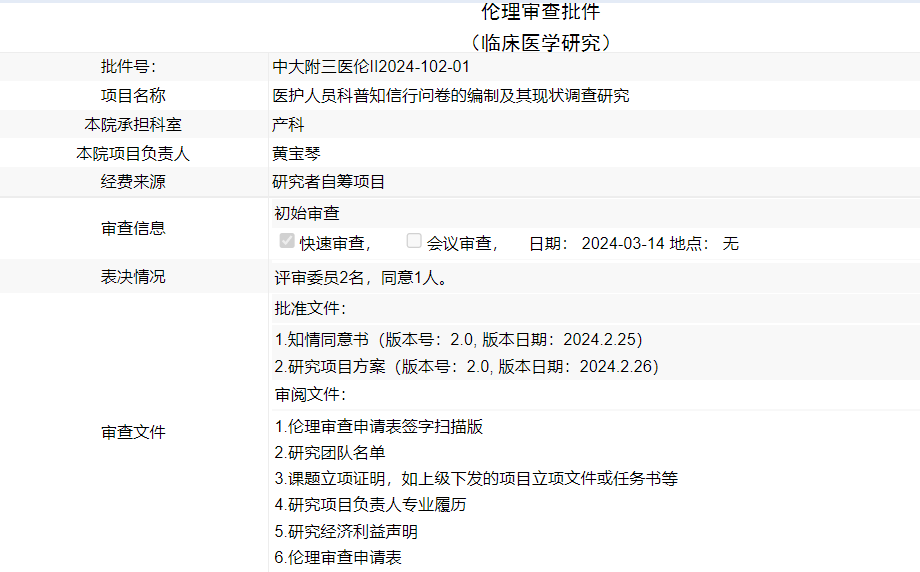 伦理审查批件
（临床医学研究）
批件号： 中大附三医伦II2024-102-01
项目名称 医护人员科普知信行问卷的编制及其现状调查研究
本院承担科室 产科
本院项目负责人 黄宝琴
经费来源 研究者自筹项目
审查信息 初始审查
快速审查， 会议审查， 日期： 2024-03-14 地点： 无
表决情况 评审委员2名，同意1人。
审查文件 批准文件：
1.知情同意书（版本号：2.0, 版本日期：2024.2.25）
2.研究项目方案（版本号：2.0, 版本日期：2024.2.26）
审阅文件：
1.伦理审查申请表签字扫描版
2.研究团队名单
3.课题立项证明，如上级下发的项目立项文件或任务书等
4.研究项目负责人专业履历
5.研究经济利益声明
6.伦理审查申请表